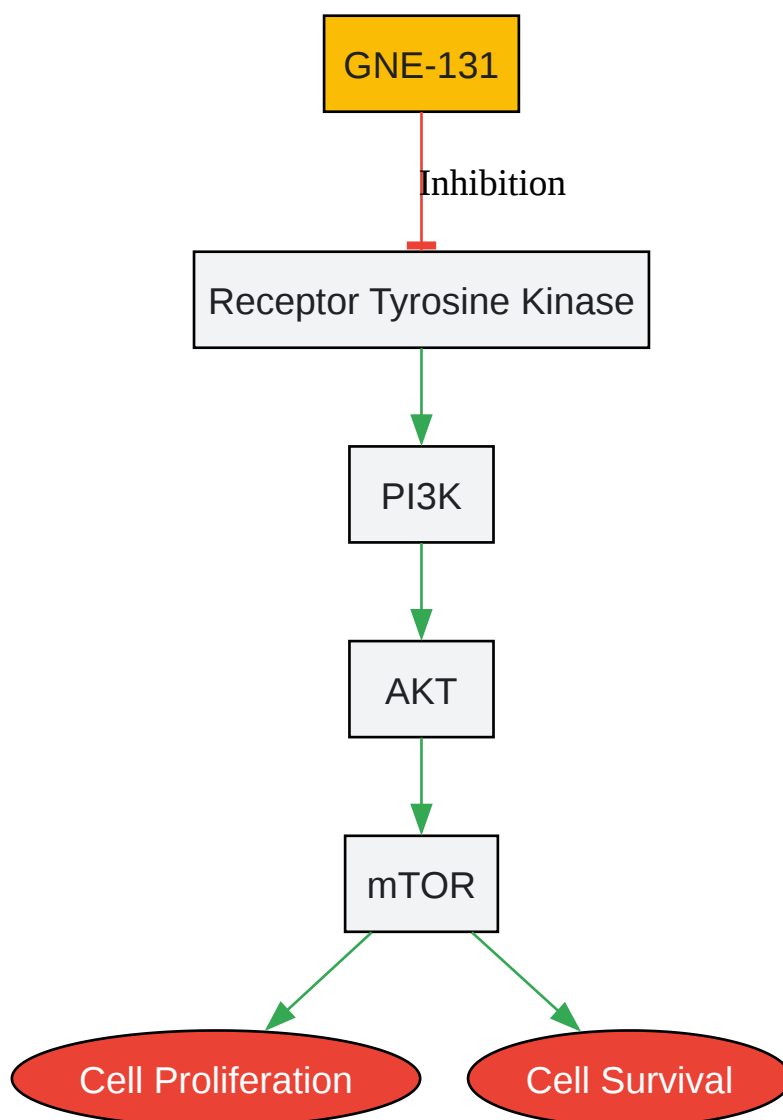 GNE-131
Inhibition
Receptor Tyrosine Kinase
PI3K
AKT
mTOR
Cell Proliferation
Cell Survival